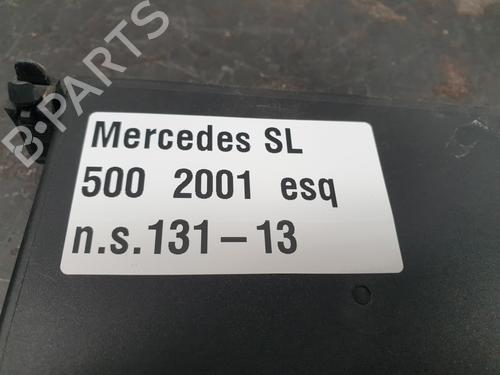 B-PARTS
Mercedes SL
500 2001 esq
n.s.131-13